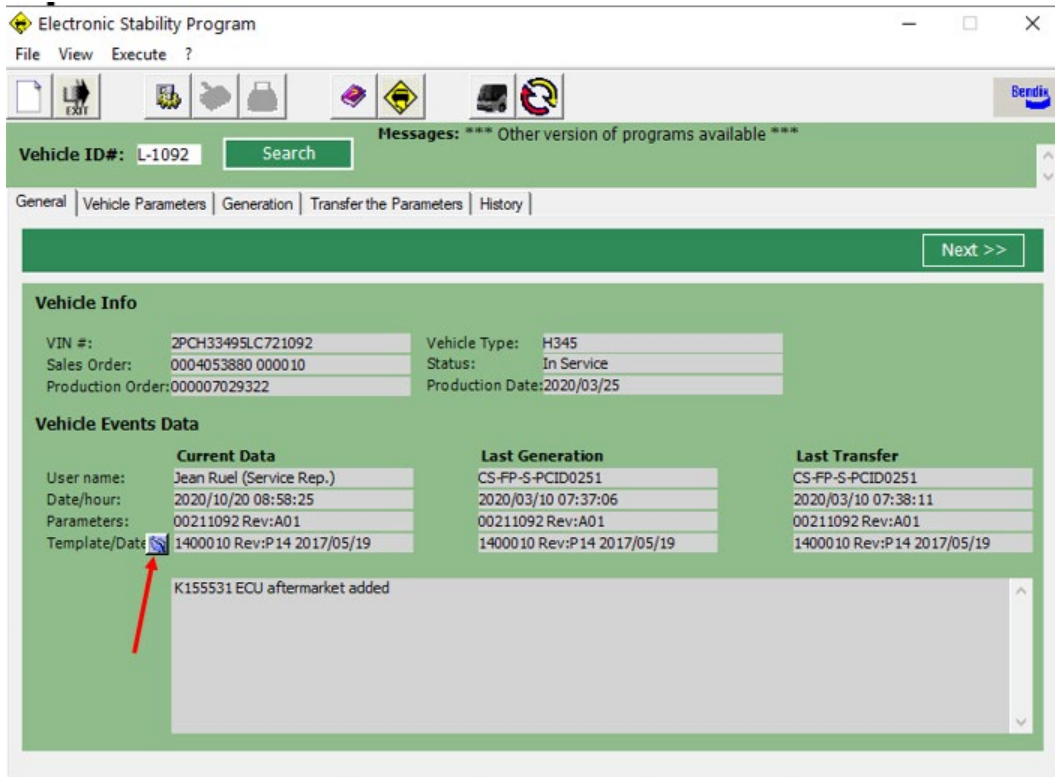 Electronic Stability Program
File View Execute ?
EXIT
Bendix
Messages: *** Other version of programs available ***
Vehicle ID#: L-1092 Search
General Vehicle Parameters Generation Transfer the Parameters History
Next >>
Vehicle Info
VIN #: 2PCH33495LC721092 Vehicle Type: H345
Sales Order: 0004053880 000010 Status: In Service
Production Order:000007029322 Production Date:2020/03/25
Vehicle Events Data
Current Data Last Generation Last Transfer
User name: Jean Ruel (Service Rep.) CS-FP-S-PCID0251 CS-FP-S-PCID0251
Date/hour: 2020/10/20 08:58:25 2020/03/10 07:37:06 2020/03/10 07:38:11
Parameters: 00211092 Rev:A01 00211092 Rev:A01 00211092 Rev:A01
Template/Date 1400010 Rev:P14 2017/05/19 1400010 Rev:P14 2017/05/19 1400010 Rev:P14 2017/05/19
K155531 ECU aftermarket added